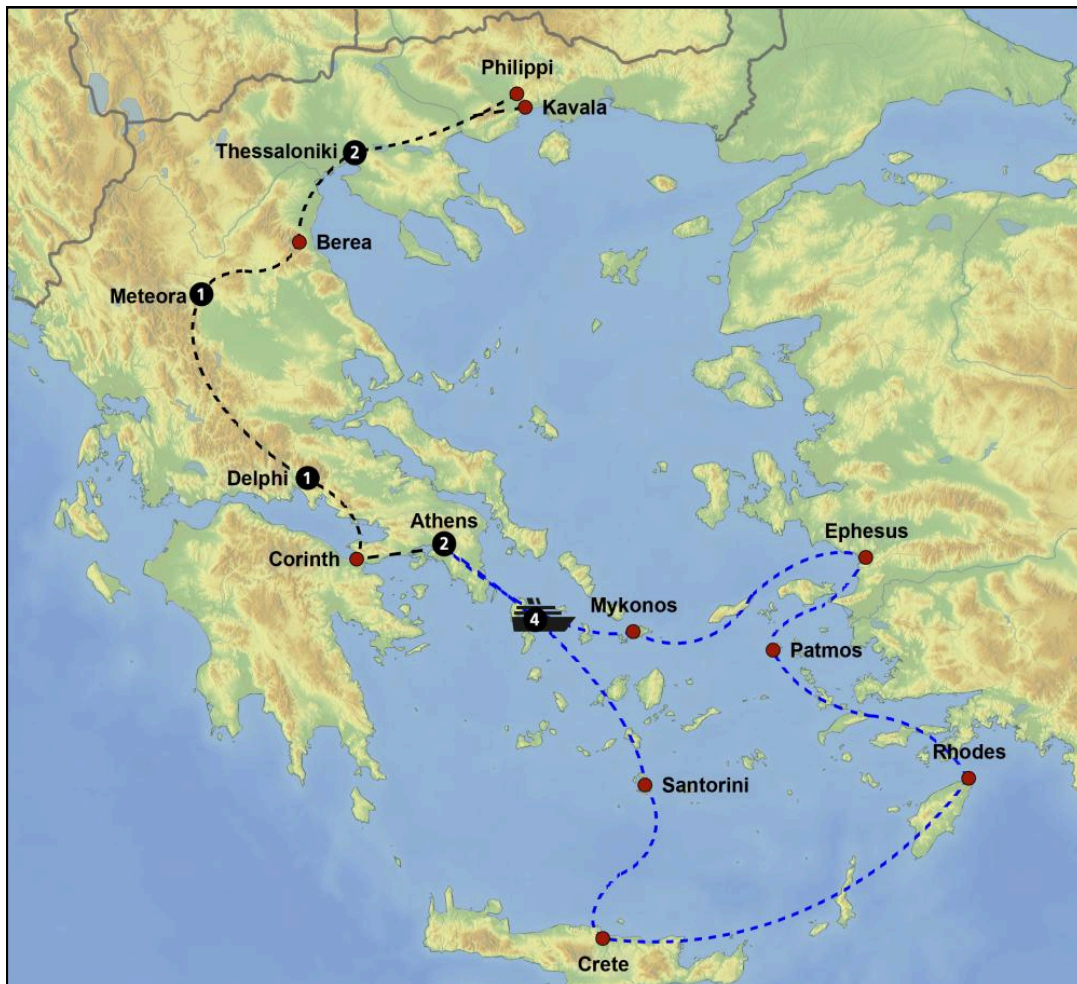 Philippi
Kavala
Thessaloniki 2
Berea
Meteora 1
Delphi 1
Athens
2
Corinth
Ephesus
Mykonos
4
Patmos
Rhodes
Santorini
Crete